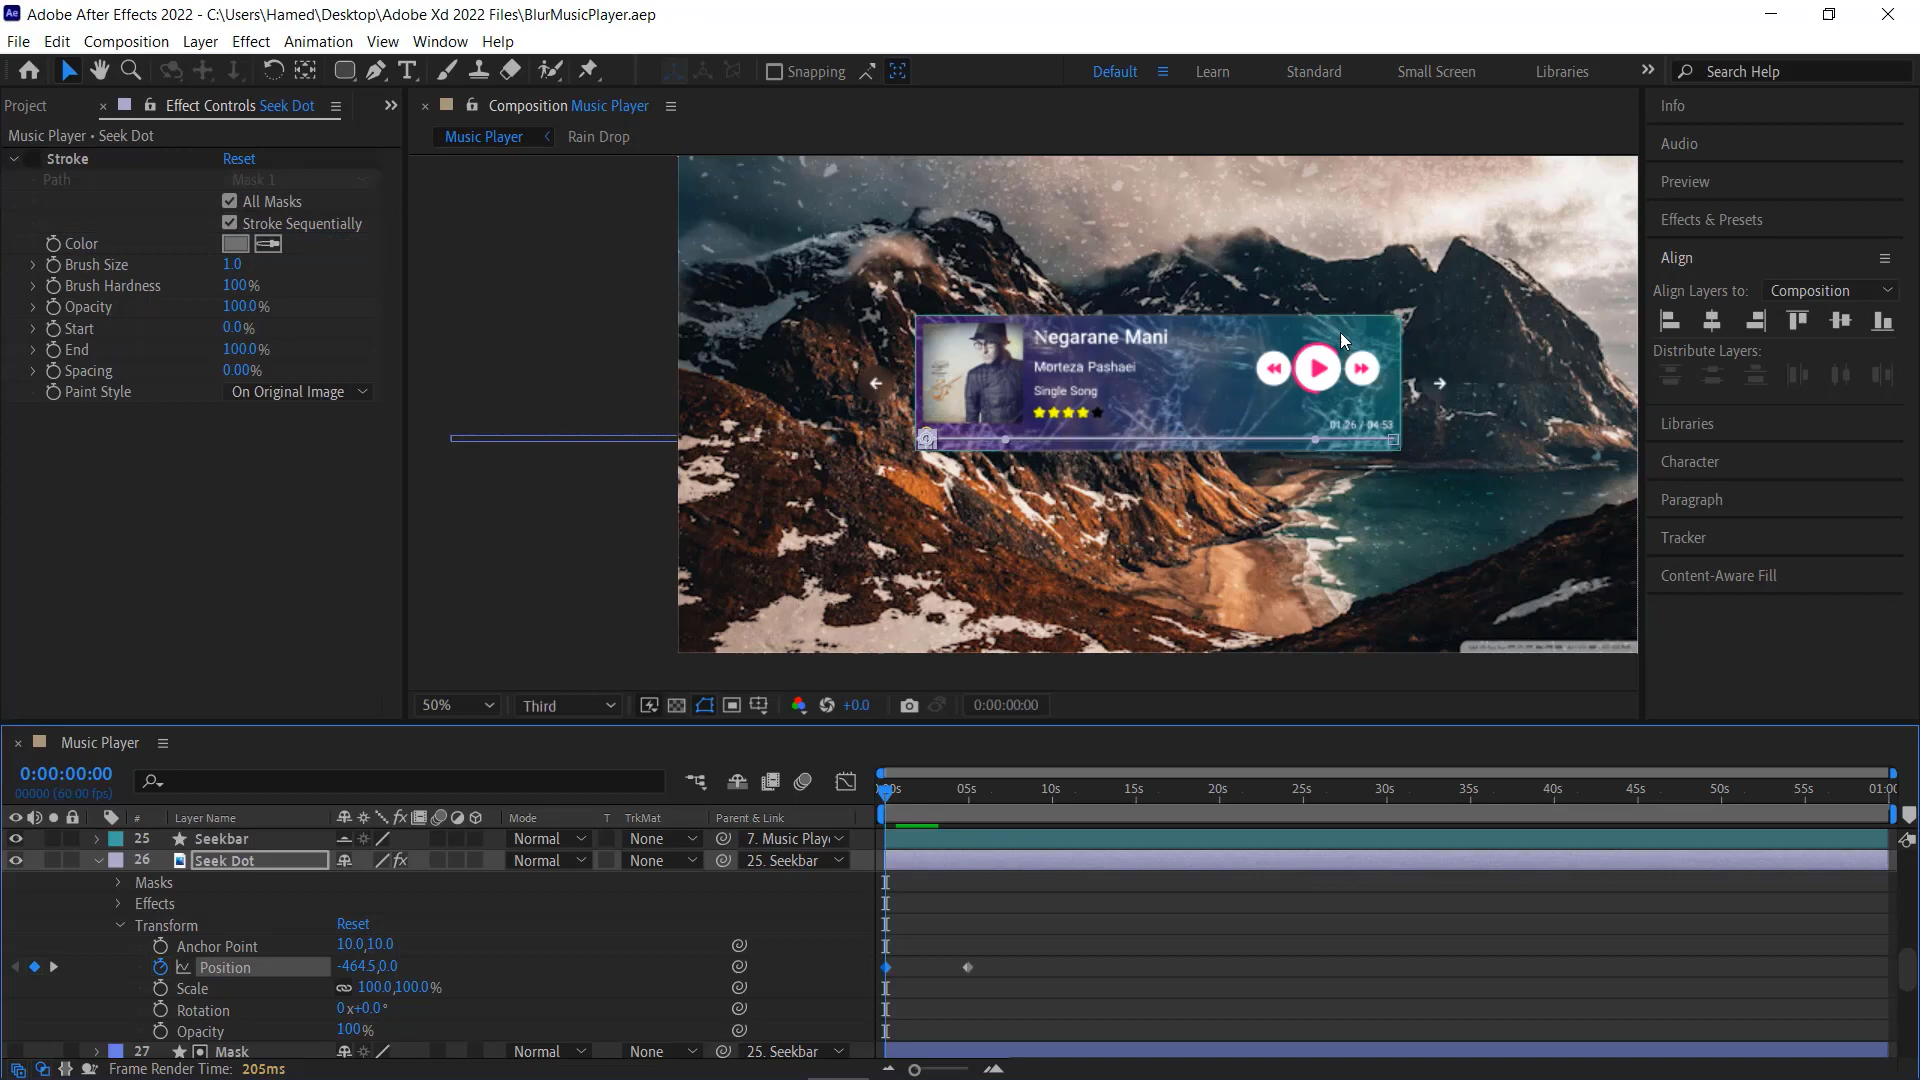 Adobe After Effects 2022 - C:\Users\Hamed\Desktop\Adobe Xd 2022 Files\BlurMusicPlayer.aep
File Edit Composition Layer Effect Animation View Window Help
Snapping
Default Learn Standard Small Screen Libraries Search Help
Project Effect Controls Seek Dot
Composition Music Player
Music Player • Seek Dot
Music Player Rain Drop
Stroke Reset
Path Mask 1
All Masks
Stroke Sequentially
Color
Brush Size 1.0
Brush Hardness 100%
Opacity 100.0%
Start 0.0%
End 100.0%
Spacing 0.00%
Paint Style On Original Image
Negarane Mani
Morteza Pashaei
Single Song
01:26 / 04:53
50% Third +0.0 0:00:00:00
Info
Audio
Preview
Effects & Presets
Align
Align Layers to: Composition
Distribute Layers:
Libraries
Character
Paragraph
Tracker
Content-Aware Fill
Music Player
0:00:00:00
00000 (60.00 fps)
:00s 05s 10s 15s 20s 25s 30s 35s 40s 45s 50s 55s 01:00
# Layer Name Mode T TrkMat Parent & Link
25 Seekbar Normal None 7. Music Playe
26 Seek Dot Normal None 25. Seekbar
Masks
Effects
Transform Reset
Anchor Point 10.0,10.0
Position -464.5,0.0
Scale 100.0,100.0%
Rotation 0x+0.0°
Opacity 100%
27 Mask Normal None 25. Seekbar
Frame Render Time: 205ms